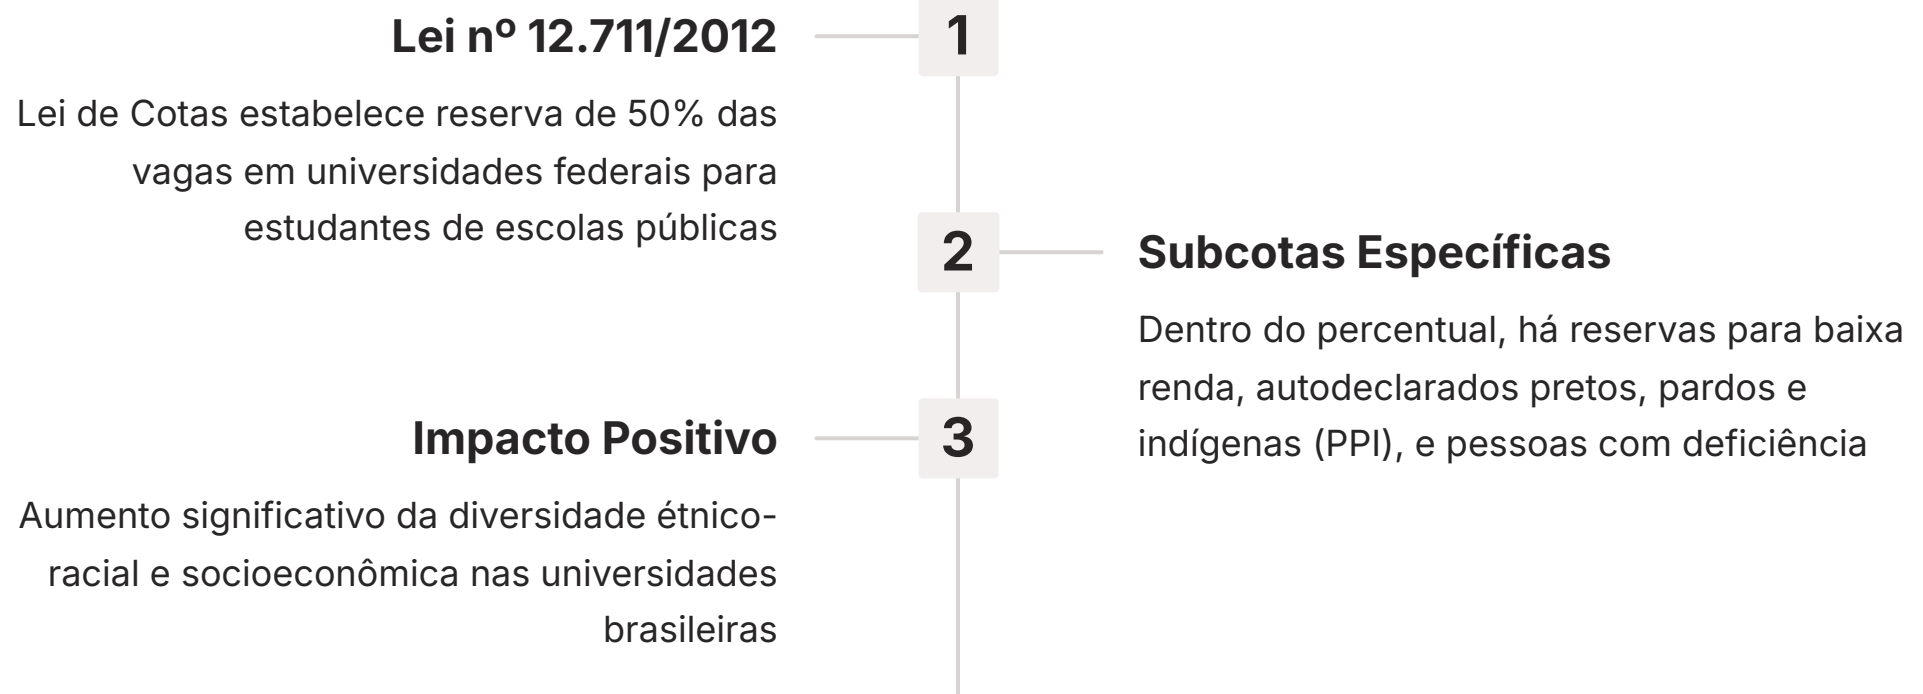 1
Lei nº 12.711/2012
Lei de Cotas estabelece reserva de 50% das
vagas em universidades federais para
estudantes de escolas públicas
2
Subcotas Específicas
Dentro do percentual, há reservas para baixa
renda, autodeclarados pretos, pardos e
indígenas (PPI), e pessoas com deficiência
3
Impacto Positivo
Aumento significativo da diversidade étnico-
racial e socioeconômica nas universidades
brasileiras